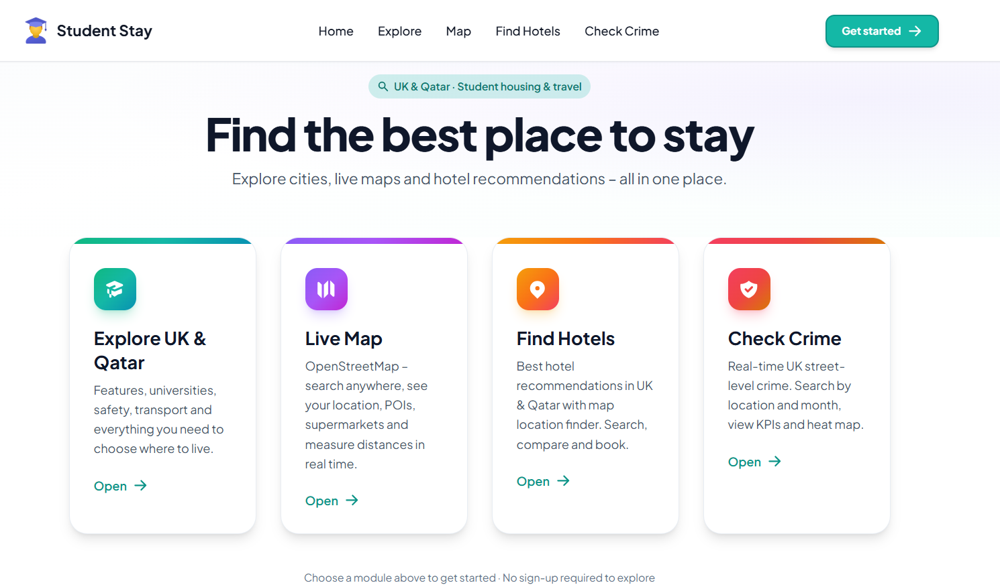 Student Stay
Home
Explore
Map
Find Hotels
Check Crime
Get started
UK & Qatar · Student housing & travel
Find the best place to stay
Explore cities, live maps and hotel recommendations – all in one place.
Explore UK &
Qatar
Features, universities,
safety, transport and
everything you need to
choose where to live.
Open
Live Map
OpenStreetMap –
search anywhere, see
your location, POIs,
supermarkets and
measure distances in
real time.
Open
Find Hotels
Best hotel
recommendations in UK
& Qatar with map
location finder. Search,
compare and book.
Open
Check Crime
Real-time UK street-
level crime. Search by
location and month,
view KPIs and heat map.
Open
Choose a module above to get started · No sign-up required to explore